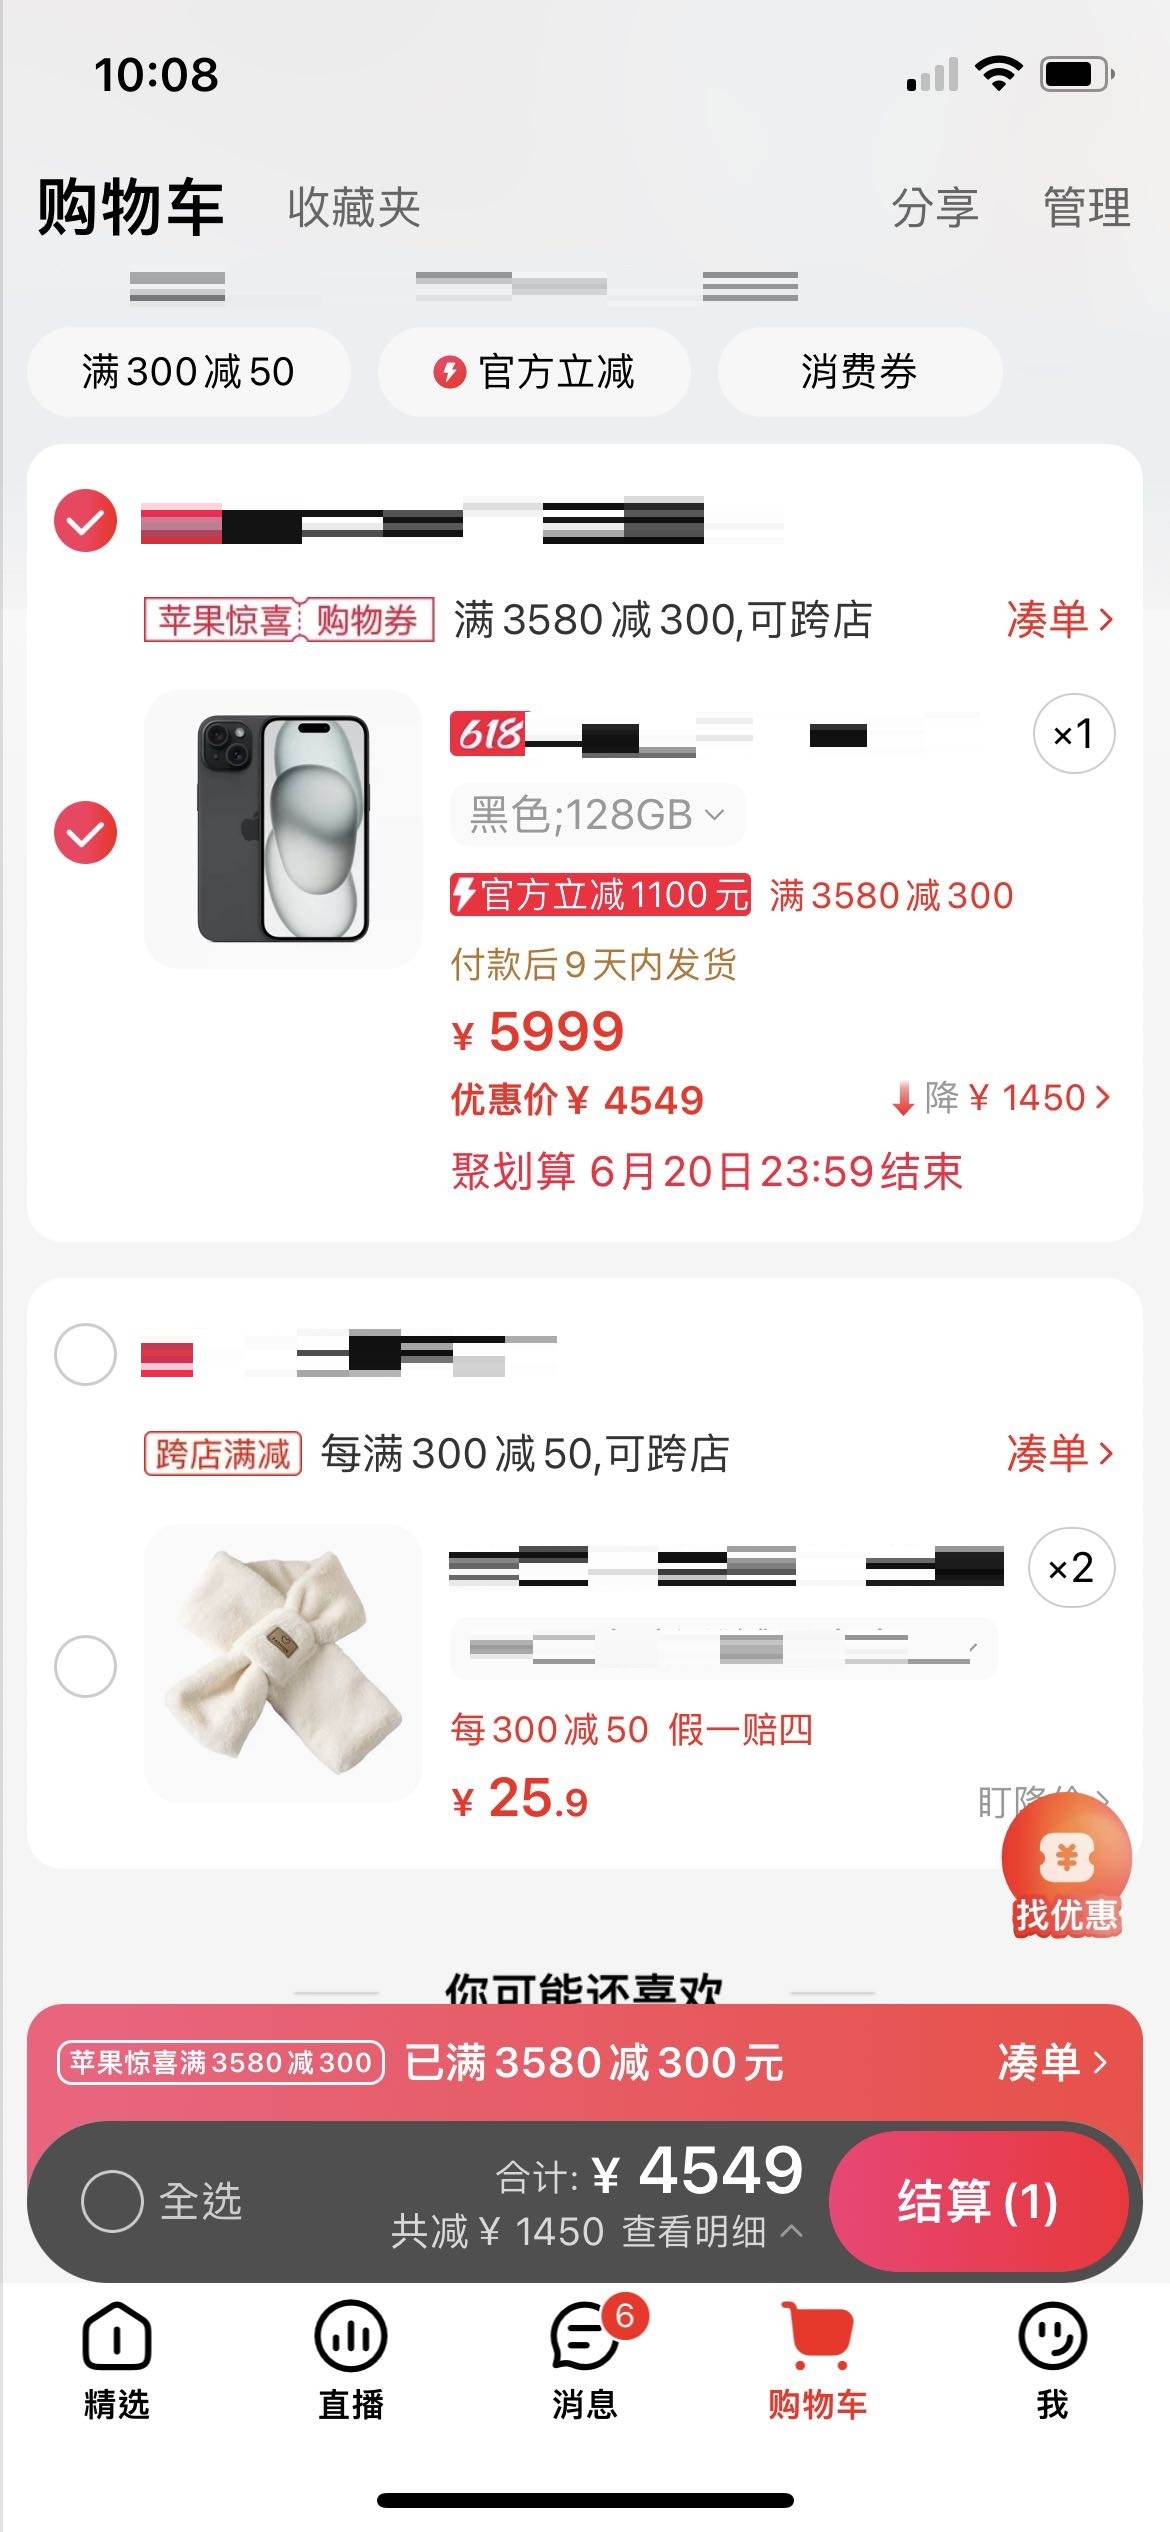 10:08
购物车 收藏夹 分享 管理
满300减50 官方立减 消费券
苹果惊喜 购物券 满3580减300,可跨店 凑单
618 ×1
黑色;128GB
官方立减1100元 满3580减300
付款后9天内发货
¥ 5999
优惠价¥ 4549 降¥ 1450
聚划算 6月20日23:59结束
跨店满减 每满300减50,可跨店 凑单
×2
每300减50 假一赔四
¥ 25.9
盯降价
找优惠
你可能还喜欢
苹果惊喜满3580减300 已满3580减300元 凑单
全选 合计: ¥ 4549 结算(1)
共减¥ 1450 查看明细
6
精选 直播 消息 购物车 我